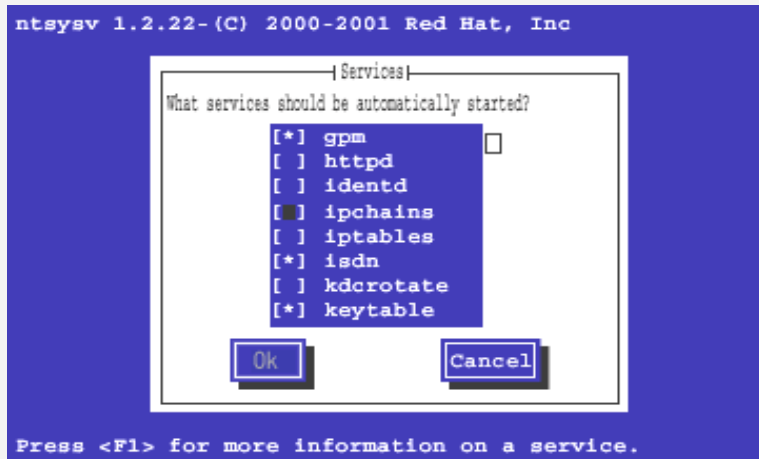 ntsysv 1.2.22-(C) 2000-2001 Red Hat, Inc
Services
What services should be automatically started?
[*] gpm
[ ] httpd
[ ] identd
[ ] ipchains
[ ] iptables
[*] isdn
[ ] kdcrotate
[*] keytable
Ok Cancel
Press <F1> for more information on a service.